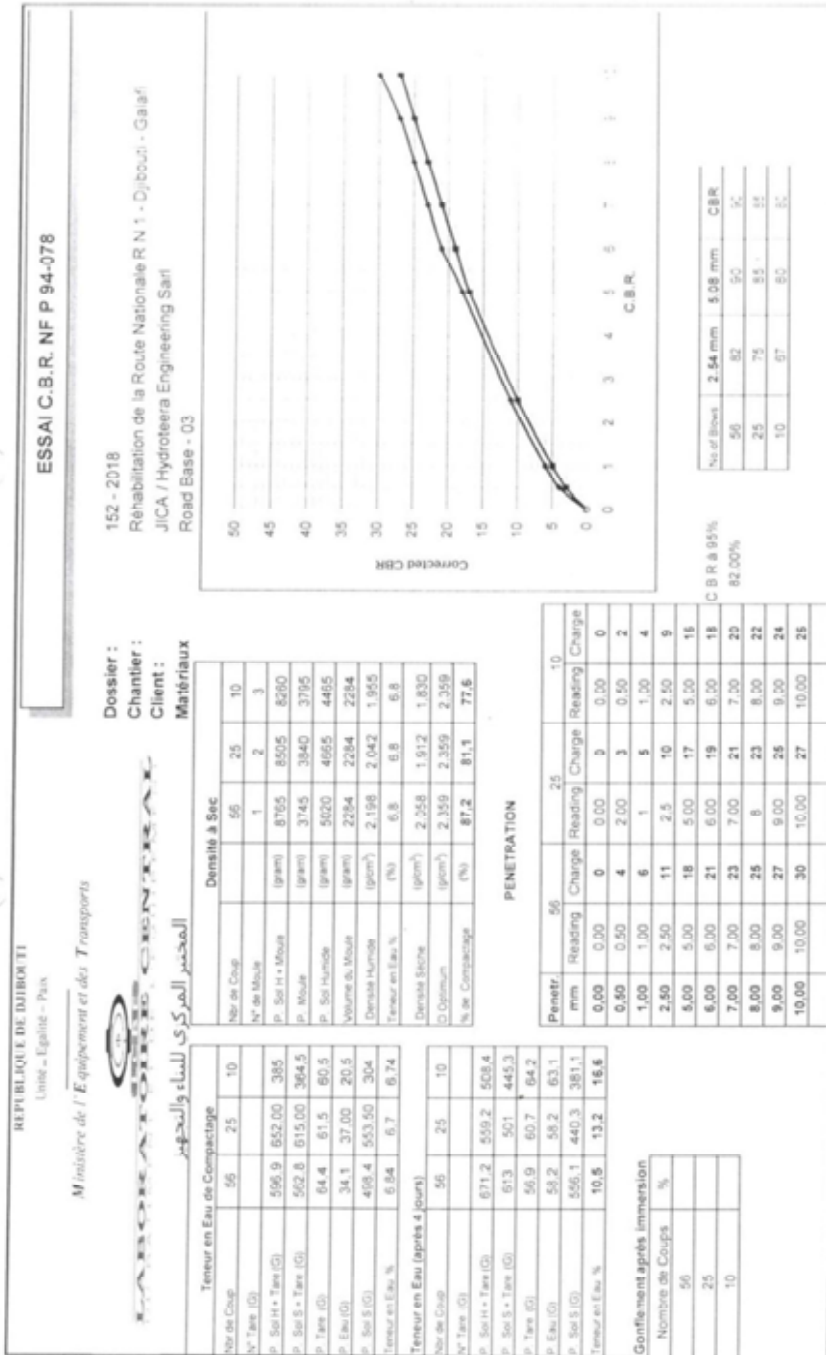 REPUBLIQUE DE DJIBOUTI
Unité – Egalité - Paix
Ministère de l'Equipement et des Transports
LABORATOIRE CENTRAL
المختبر المركزي للبناء والتجهيز
ESSAI C.B.R. NF P 94-078
Dossier : 152 - 2018
Chantier : Réhabilitation de la Route Nationale R N 1 - Djibouti - Galafi
Client : JICA / Hydroteera Engineering Sarl
Matériaux Road Base - 03
Teneur en Eau de Compactage
Nbr de Coup 56 25 10
N° Tare (G)
P. Sol H + Tare (G) 596,9 652,00 385
P. Sol S + Tare (G) 562,8 615,00 364,5
P. Tare (G) 64,4 61,5 60,5
P. Eau (G) 34,1 37,00 20,5
P. Sol S (G) 498,4 553,50 304
Teneur en Eau % 6,84 6,7 6,74
Teneur en Eau (après 4 jours)
Nbr de Coup 56 25 10
N° Tare (G)
P. Sol H + Tare (G) 671,2 559,2 508,4
P. Sol S + Tare (G) 613 501 445,3
P. Tare (G) 56,9 60,7 64,2
P. Eau (G) 58,2 58,2 63,1
P. Sol S (G) 556,1 440,3 381,1
Teneur en Eau % 10,5 13,2 16,6
Gonflement après immersion
Nombre de Coups %
56
25
10
Densité à Sec
Nbr de Coup 56 25 10
N° de Moule 1 2 3
P. Sol H + Moule (gram) 8765 8505 8260
P. Moule (gram) 3745 3840 3795
P. Sol Humide (gram) 5020 4665 4465
Volume du Moule (gram) 2284 2284 2284
Densité Humide (g/cm³) 2,198 2,042 1,955
Teneur en Eau % (%) 6,8 6,8 6,8
Densité Sèche (g/cm³) 2,058 1,912 1,830
D Optimum (g/cm³) 2,359 2,359 2,359
% de Compactage (%) 87,2 81,1 77,6
PENETRATION
Penetr. 56 25 10
mm Reading Charge Reading Charge Reading Charge
0,00 0,00 0 0,00 0 0,00 0
0,50 0,50 4 2,00 3 0,50 2
1,00 1,00 6 1 5 1,00 4
2,50 2,50 11 2,5 10 2,50 9
5,00 5,00 18 5,00 17 5,00 16
6,00 6,00 21 6,00 19 6,00 18
7,00 7,00 23 7,00 21 7,00 20
8,00 8,00 25 8 23 8,00 22
9,00 9,00 27 9,00 25 9,00 24
10,00 10,00 30 10,00 27 10,00 26
Corrected CBR
50
45
40
35
30
25
20
15
10
5
0
0 1 2 3 4 5 6 7 8 9 10
C.B.R.
C B R à 95%
82.00%
No of Blows 2.54 mm 5.08 mm CBR
56 82 90
25 75 85
10 67 80